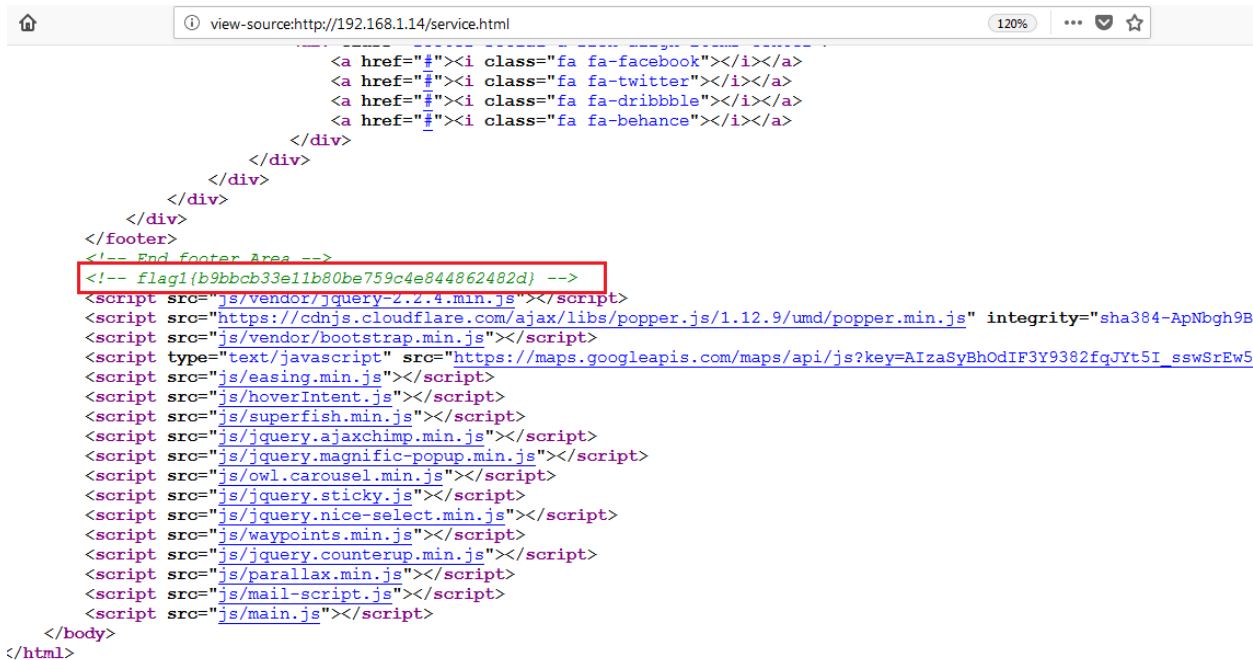 view-source:http://192.168.1.14/service.html 120%
<a href="#"><i class="fa fa-facebook"></i></a>
<a href="#"><i class="fa fa-twitter"></i></a>
<a href="#"><i class="fa fa-dribbble"></i></a>
<a href="#"><i class="fa fa-behance"></i></a>
</div>
</div>
</div>
</div>
</div>
</footer>
<!-- End footer Area -->
<!-- flag1{b9bbcb33e11b80be759c4e844862482d} -->
<script src="js/vendor/jquery-2.2.4.min.js"></script>
<script src="https://cdnjs.cloudflare.com/ajax/libs/popper.js/1.12.9/umd/popper.min.js" integrity="sha384-ApNbgh9B
<script src="js/vendor/bootstrap.min.js"></script>
<script type="text/javascript" src="https://maps.googleapis.com/maps/api/js?key=AIzaSyBhOdIF3Y9382fqJYt5I_sswSrEw5
<script src="js/easing.min.js"></script>
<script src="js/hoverIntent.js"></script>
<script src="js/superfish.min.js"></script>
<script src="js/jquery.ajaxchimp.min.js"></script>
<script src="js/jquery.magnific-popup.min.js"></script>
<script src="js/owl.carousel.min.js"></script>
<script src="js/jquery.sticky.js"></script>
<script src="js/jquery.nice-select.min.js"></script>
<script src="js/waypoints.min.js"></script>
<script src="js/jquery.counterup.min.js"></script>
<script src="js/parallax.min.js"></script>
<script src="js/mail-script.js"></script>
<script src="js/main.js"></script>
</body>
</html>